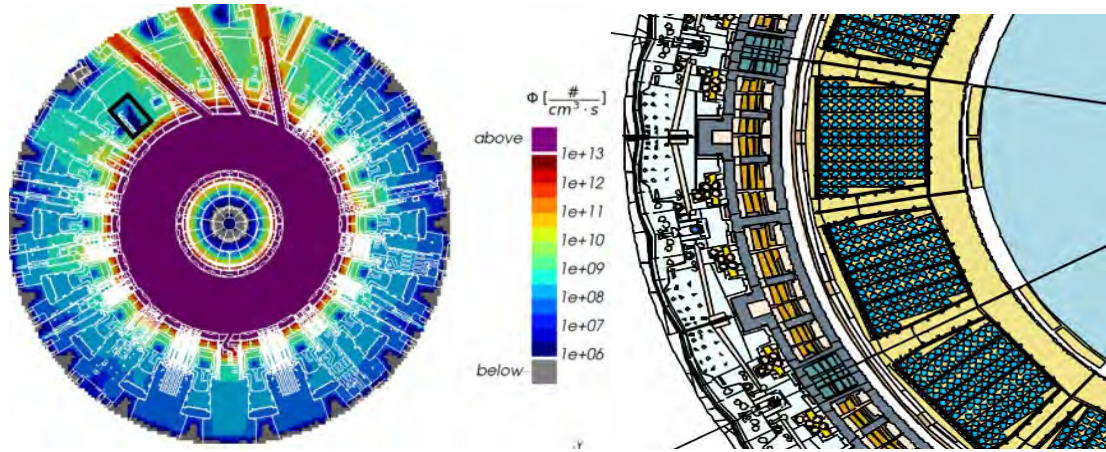 Φ [ # / cm³ · s ]
above
1e+13
1e+12
1e+11
1e+10
1e+09
1e+08
1e+07
1e+06
below
Y